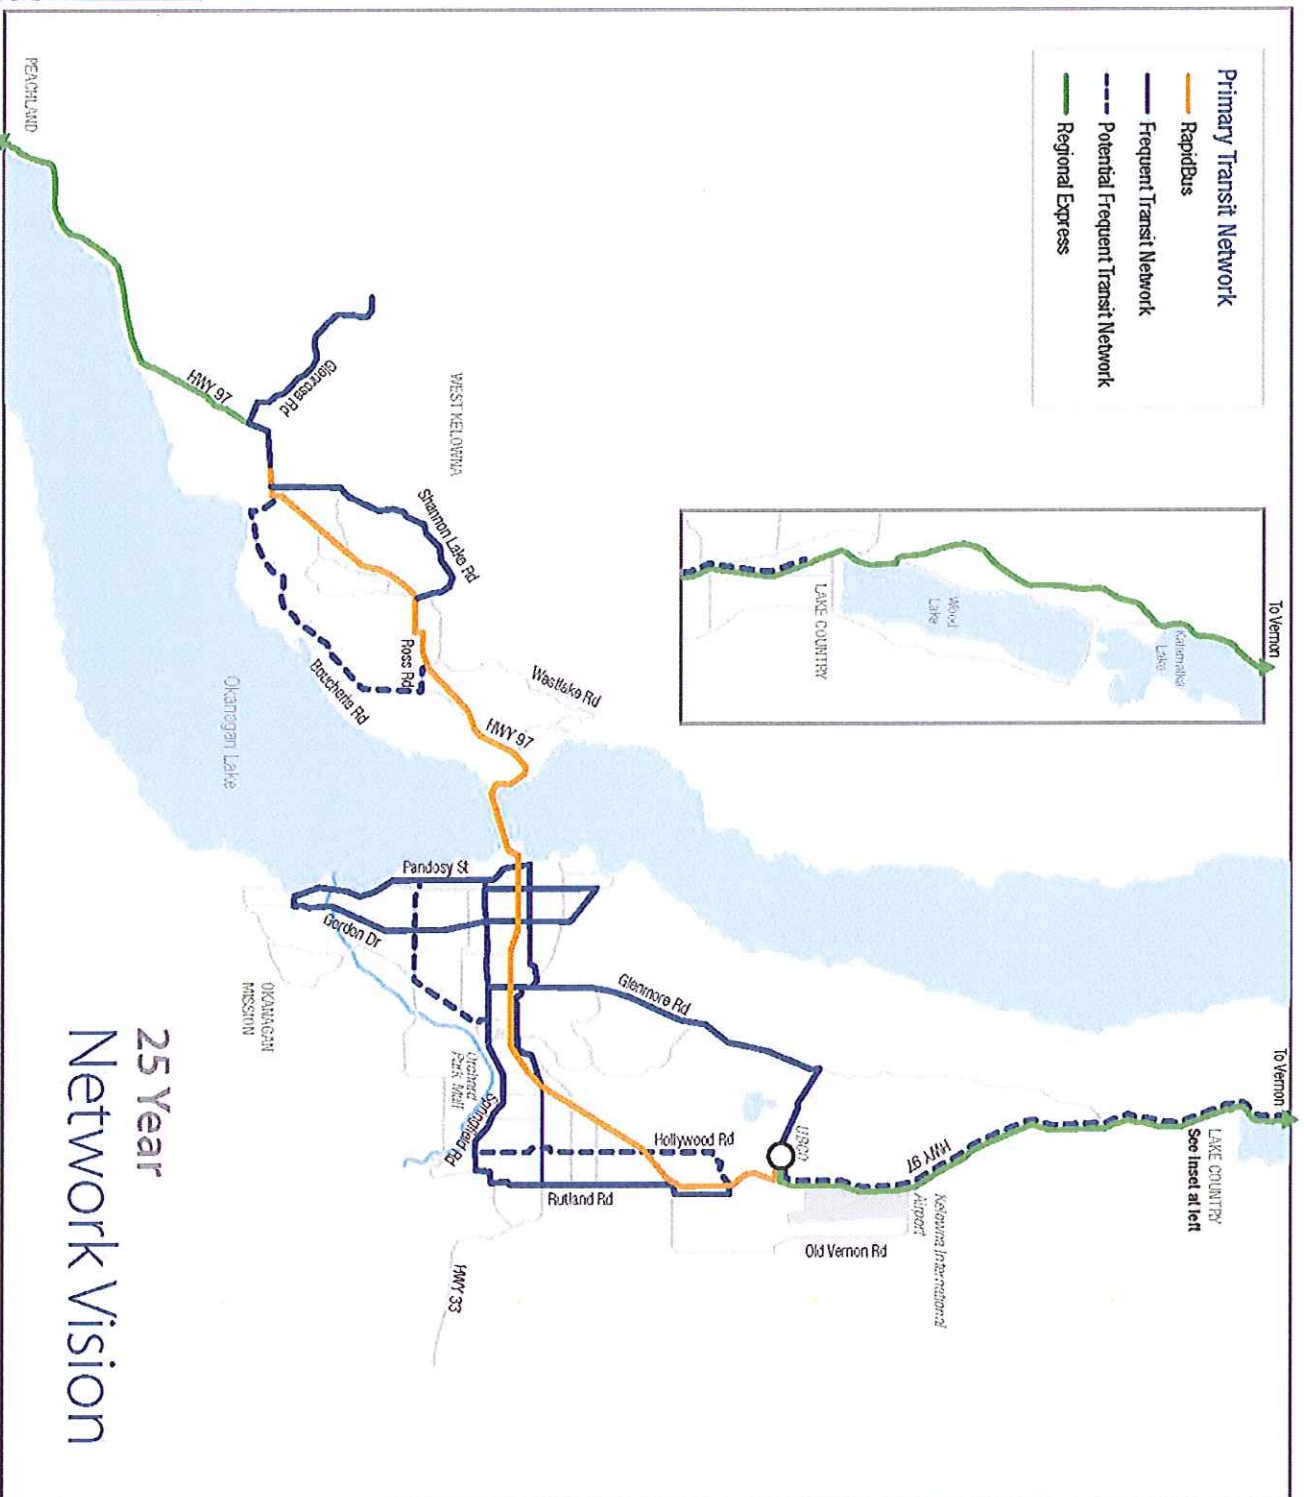 Primary Transit Network
RapidBus
Frequent Transit Network
Potential Frequent Transit Network
Regional Express
To Vernon
Kalamalka
Lake
Wood
Lake
LAKE COUNTRY
To Vernon
LAKE COUNTRY
See Inset at left
HWY 97
Kelowna International
Airport
Old Vernon Rd
UBCO
Glenmore Rd
Hollywood Rd
Rutland Rd
Westlake Rd
HWY 97
WEST KELOWNA
Shannon Lake Rd
Ross Rd
Boucherie Rd
Glenrosa Rd
HWY 97
PEACHLAND
Okanagan Lake
Pandosy St
Gordon Dr
Orchard
Park Mall
Springfield Rd
HWY 33
OKANAGAN
MISSION
25 Year
Network Vision